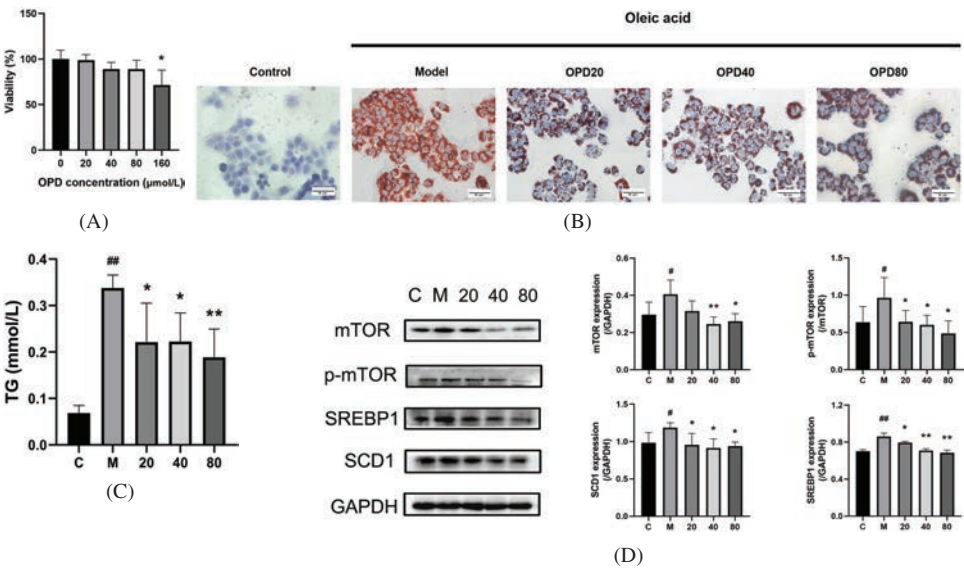 Viability (%)
150
100
50
0
*
0 20 40 80 160
OPD concentration (μmol/L)
(A)
Oleic acid
Control Model OPD20 OPD40 OPD80
(B)
TG (mmol/L)
0.4
0.3
0.2
0.1
0.0
## * * **
C M 20 40 80
(C)
C M 20 40 80
mTOR
p-mTOR
SREBP1
SCD1
GAPDH
mTOR expression
(/GAPDH)
0.6
0.4
0.2
0.0
# ** *
C M 20 40 80
p-mTOR expression
(/mTOR)
1.5
1.0
0.5
0.0
# * * *
C M 20 40 80
SCD1 expression
(/GAPDH)
1.5
1.0
0.5
0.0
# * * *
C M 20 40 80
SREBP1 expression
(/GAPDH)
1.2
0.8
0.4
0.0
## * ** **
C M 20 40 80
(D)